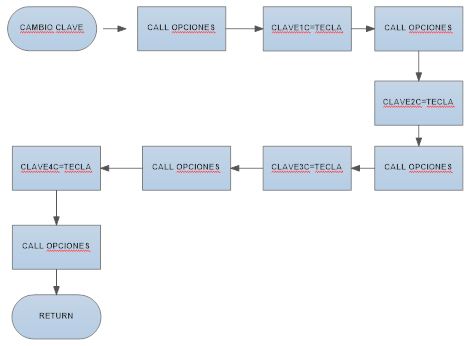 CAMBIO CLAVE
CALL OPCIONES
CLAVE1C=TECLA
CALL OPCIONES
CLAVE2C=TECLA
CALL OPCIONES
CLAVE3C=TECLA
CALL OPCIONES
CLAVE4C=TECLA
CALL OPCIONES
RETURN